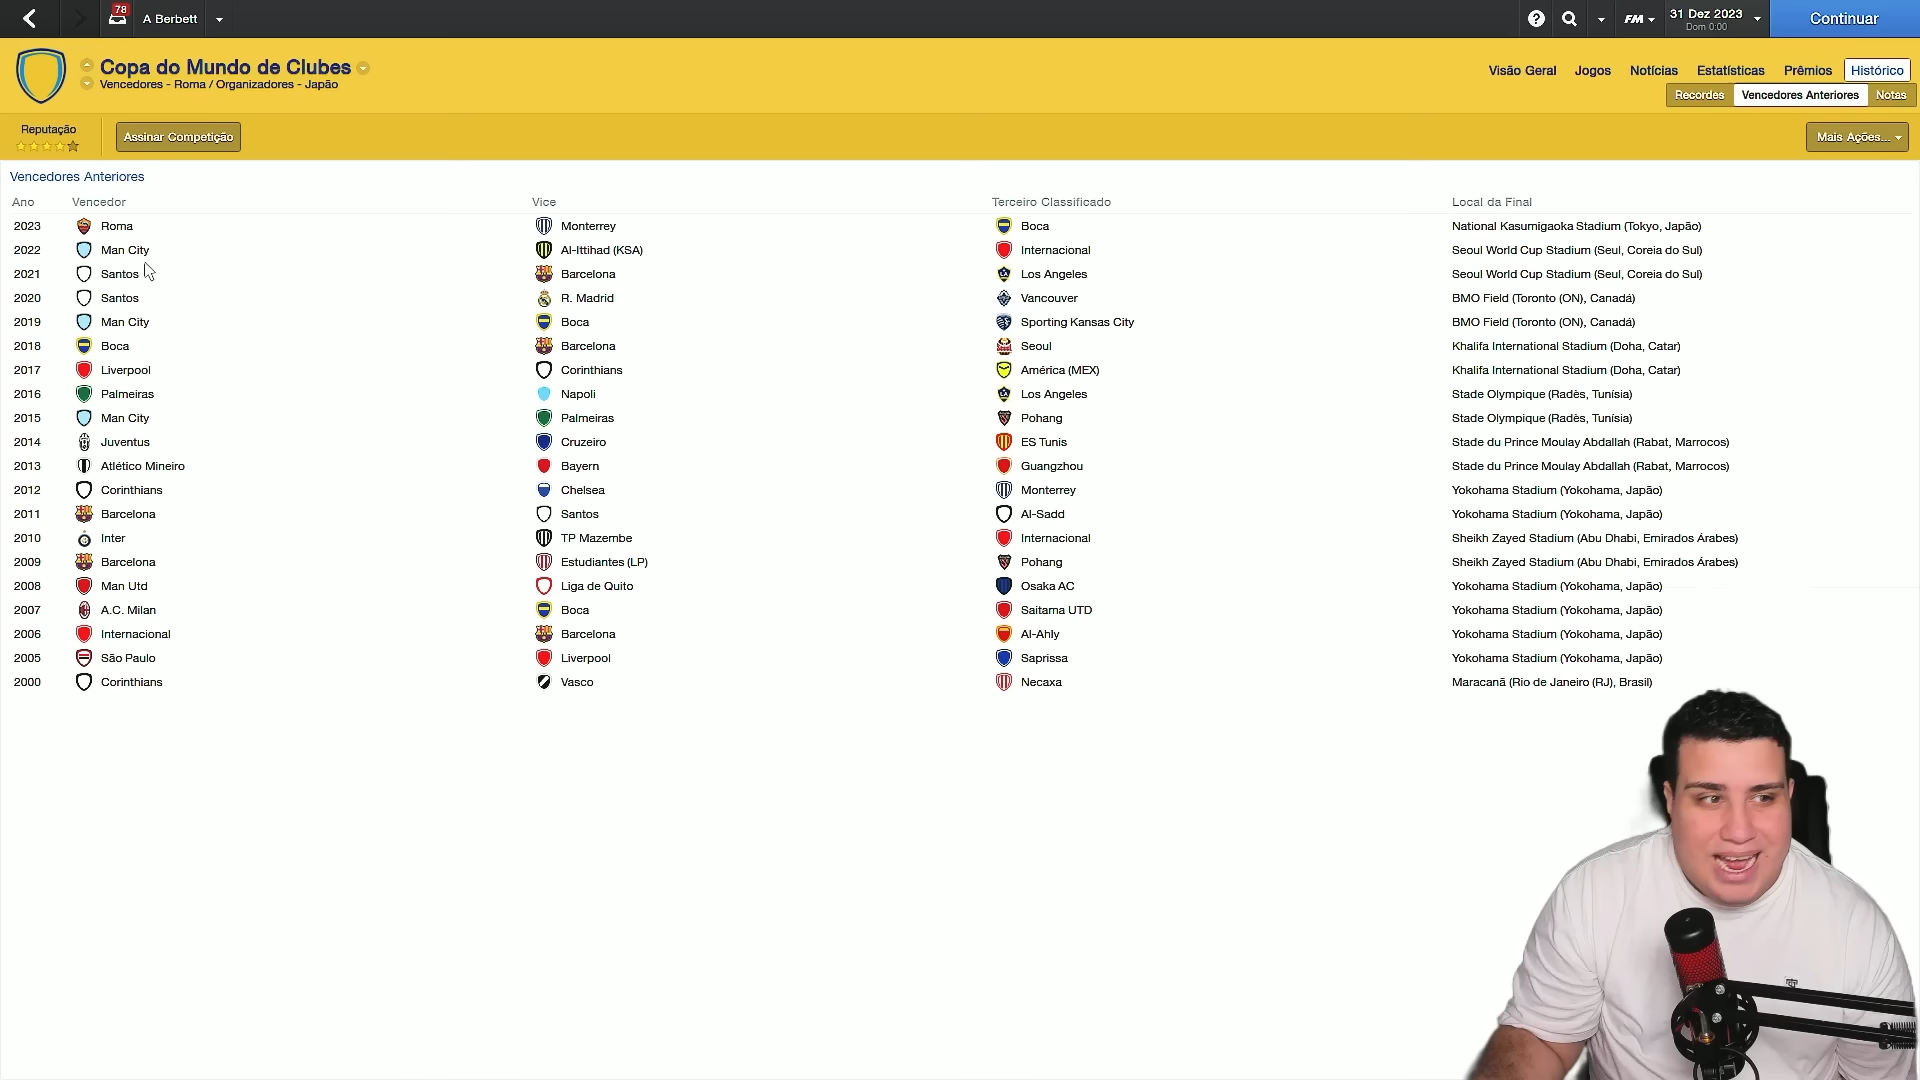 78
A Berbett
FM
31 Dez 2023
Dom 0:00
Continuar
Copa do Mundo de Clubes
Vencedores - Roma / Organizadores - Japão
Visão Geral Jogos Notícias Estatísticas Prêmios Histórico
Recordes Vencedores Anteriores Notas
Reputação
Assinar Competição
Mais Ações...
Vencedores Anteriores
Ano Vencedor Vice Terceiro Classificado Local da Final
2023 Roma Monterrey Boca National Kasumigaoka Stadium (Tokyo, Japão)
2022 Man City Al-Ittihad (KSA) Internacional Seoul World Cup Stadium (Seul, Coreia do Sul)
2021 Santos Barcelona Los Angeles Seoul World Cup Stadium (Seul, Coreia do Sul)
2020 Santos R. Madrid Vancouver BMO Field (Toronto (ON), Canadá)
2019 Man City Boca Sporting Kansas City BMO Field (Toronto (ON), Canadá)
2018 Boca Barcelona Seoul Khalifa International Stadium (Doha, Catar)
2017 Liverpool Corinthians América (MEX) Khalifa International Stadium (Doha, Catar)
2016 Palmeiras Napoli Los Angeles Stade Olympique (Radès, Tunísia)
2015 Man City Palmeiras Pohang Stade Olympique (Radès, Tunísia)
2014 Juventus Cruzeiro ES Tunis Stade du Prince Moulay Abdallah (Rabat, Marrocos)
2013 Atlético Mineiro Bayern Guangzhou Stade du Prince Moulay Abdallah (Rabat, Marrocos)
2012 Corinthians Chelsea Monterrey Yokohama Stadium (Yokohama, Japão)
2011 Barcelona Santos Al-Sadd Yokohama Stadium (Yokohama, Japão)
2010 Inter TP Mazembe Internacional Sheikh Zayed Stadium (Abu Dhabi, Emirados Árabes)
2009 Barcelona Estudiantes (LP) Pohang Sheikh Zayed Stadium (Abu Dhabi, Emirados Árabes)
2008 Man Utd Liga de Quito Osaka AC Yokohama Stadium (Yokohama, Japão)
2007 A.C. Milan Boca Saitama UTD Yokohama Stadium (Yokohama, Japão)
2006 Internacional Barcelona Al-Ahly Yokohama Stadium (Yokohama, Japão)
2005 São Paulo Liverpool Saprissa Yokohama Stadium (Yokohama, Japão)
2000 Corinthians Vasco Necaxa Maracanã (Rio de Janeiro (RJ), Brasil)